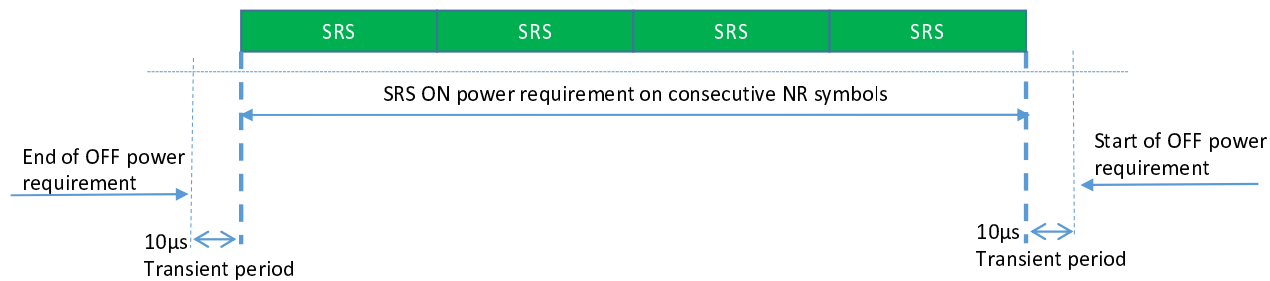 SRS SRS SRS SRS
SRS ON power requirement on consecutive NR symbols
End of OFF power
requirement
Start of OFF power
requirement
10µs
Transient period
10µs
Transient period